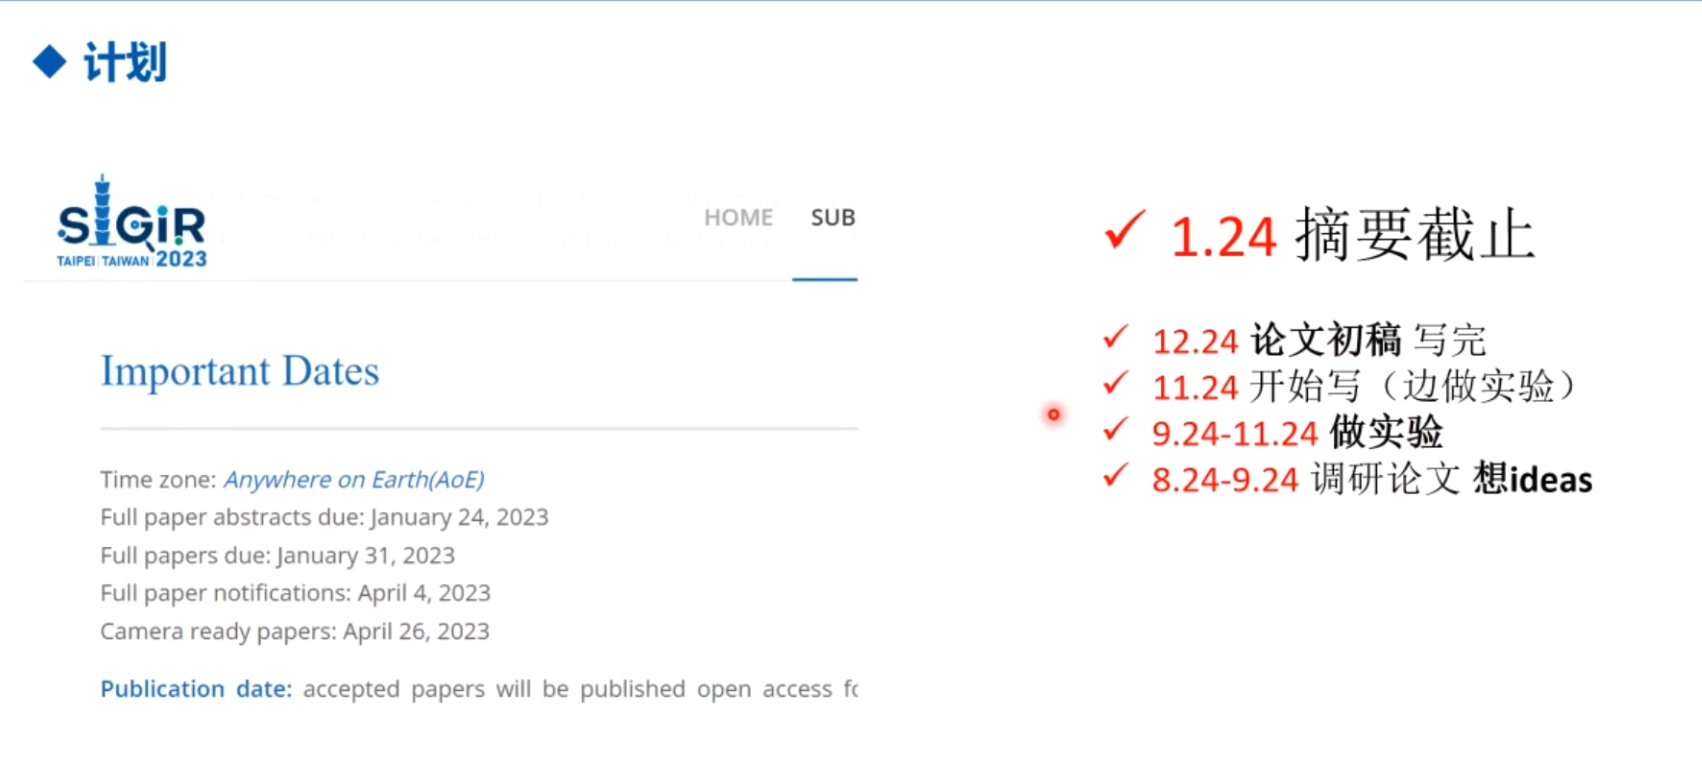 计划
SIGIR
TAIPEI TAIWAN 2023
HOME SUB
Important Dates
Time zone: Anywhere on Earth(AoE)
Full paper abstracts due: January 24, 2023
Full papers due: January 31, 2023
Full paper notifications: April 4, 2023
Camera ready papers: April 26, 2023
Publication date: accepted papers will be published open access fo
1.24 摘要截止
12.24 论文初稿 写完
11.24 开始写（边做实验）
9.24-11.24 做实验
8.24-9.24 调研论文 想ideas